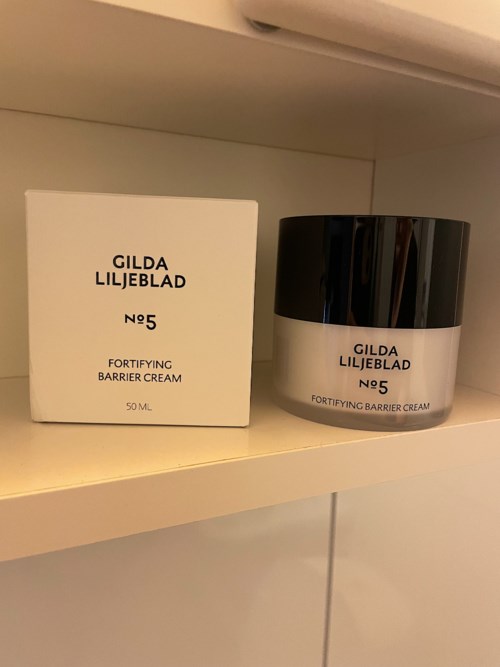 GILDA
LILJEBLAD
Nº5
FORTIFYING
BARRIER CREAM
50 ML
GILDA
LILJEBLAD
Nº5
FORTIFYING BARRIER CREAM